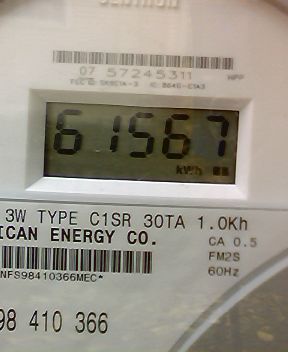 07 57245311 HPP
61567
kWh
3W TYPE C1SR 30TA 1.0Kh
ICAN ENERGY CO. CA 0.5
FM2S
NFS98410366MEC* 60Hz
98 410 366